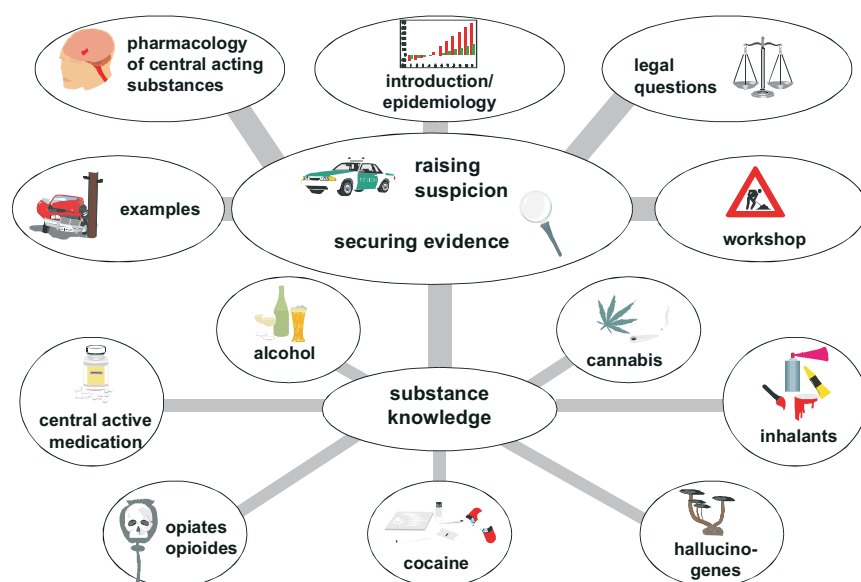 pharmacology
of central acting
substances
introduction/
epidemiology
legal
questions
examples
raising
suspicion
securing evidence
workshop
alcohol
cannabis
central active
medication
substance
knowledge
inhalants
opiates
opioides
cocaine
hallucino-
genes